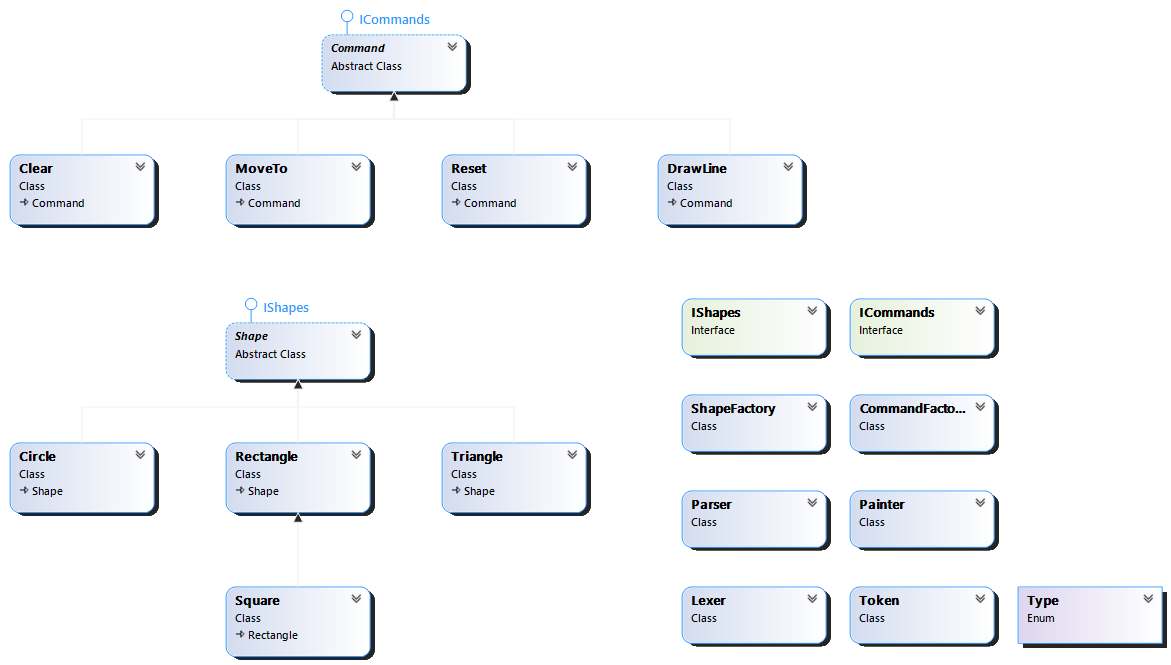 ICommands
Command
Abstract Class
Clear
Class
Command
MoveTo
Class
Command
Reset
Class
Command
DrawLine
Class
Command
IShapes
Shape
Abstract Class
Circle
Class
Shape
Rectangle
Class
Shape
Triangle
Class
Shape
Square
Class
Rectangle
IShapes
Interface
ICommands
Interface
ShapeFactory
Class
CommandFacto...
Class
Parser
Class
Painter
Class
Lexer
Class
Token
Class
Type
Enum